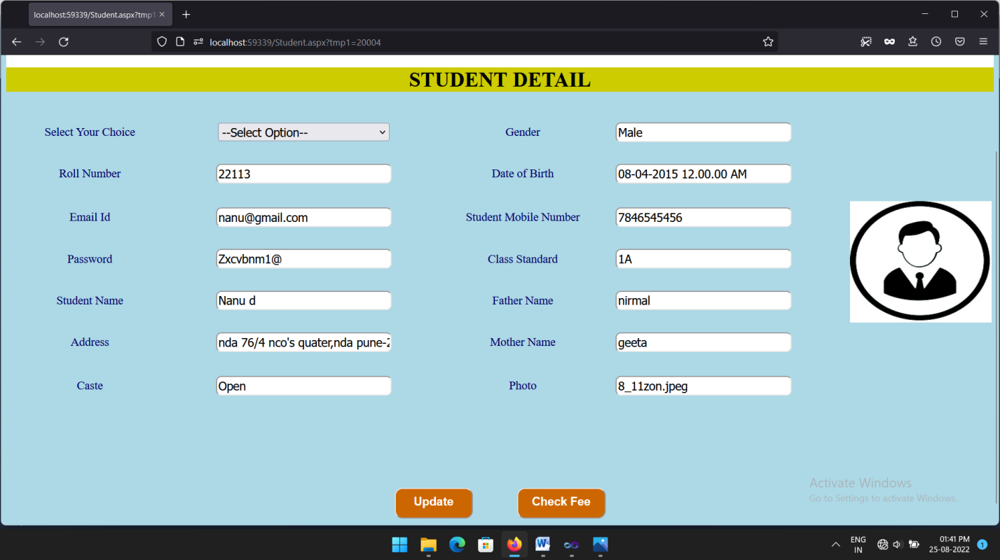 localhost:59339/Student.aspx?tmp1
localhost:59339/Student.aspx?tmp1=20004
STUDENT DETAIL
Select Your Choice --Select Option-- Gender Male
Roll Number 22113 Date of Birth 08-04-2015 12.00.00 AM
Email Id nanu@gmail.com Student Mobile Number 7846545456
Password Zxcvbnm1@ Class Standard 1A
Student Name Nanu d Father Name nirmal
Address nda 76/4 nco's quater,nda pune-2 Mother Name geeta
Caste Open Photo 8_11zon.jpeg
Update Check Fee
Activate Windows
Go to Settings to activate Windows.
ENG
IN
01:41 PM
25-08-2022
1